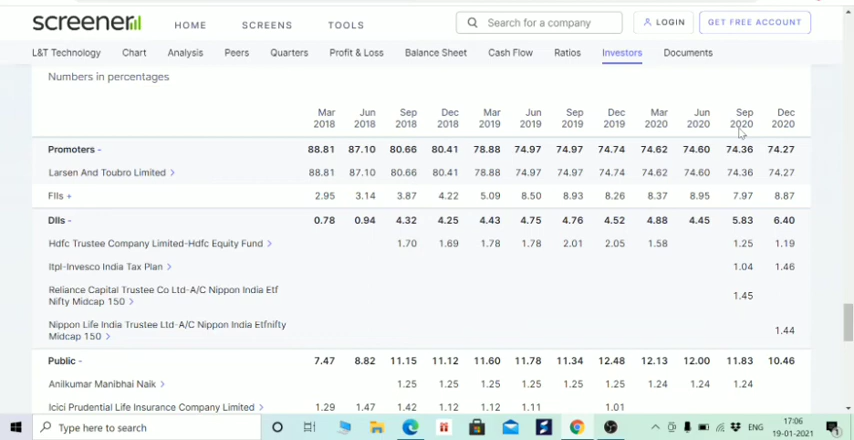 screener
HOME SCREENS TOOLS
Search for a company
LOGIN
GET FREE ACCOUNT
L&T Technology Chart Analysis Peers Quarters Profit & Loss Balance Sheet Cash Flow Ratios Investors Documents
Numbers in percentages
Mar Jun Sep Dec Mar Jun Sep Dec Mar Jun Sep Dec
2018 2018 2018 2018 2019 2019 2019 2019 2020 2020 2020 2020
Promoters - 88.81 87.10 80.66 80.41 78.88 74.97 74.97 74.74 74.62 74.60 74.36 74.27
Larsen And Toubro Limited > 88.81 87.10 80.66 80.41 78.88 74.97 74.97 74.74 74.62 74.60 74.36 74.27
FIIs + 2.95 3.14 3.87 4.22 5.09 8.50 8.93 8.26 8.37 8.95 7.97 8.87
DIIs - 0.78 0.94 4.32 4.25 4.43 4.75 4.76 4.52 4.88 4.45 5.83 6.40
Hdfc Trustee Company Limited-Hdfc Equity Fund > 1.70 1.69 1.78 1.78 2.01 2.05 1.58 1.25 1.19
Itpl-Invesco India Tax Plan > 1.04 1.46
Reliance Capital Trustee Co Ltd-A/C Nippon India Etf
Nifty Midcap 150 > 1.45
Nippon Life India Trustee Ltd-A/C Nippon India Etfnifty
Midcap 150 > 1.44
Public - 7.47 8.82 11.15 11.12 11.60 11.78 11.34 12.48 12.13 12.00 11.83 10.46
Anilkumar Manibhai Naik > 1.25 1.25 1.25 1.25 1.25 1.25 1.24 1.24 1.24
Icici Prudential Life Insurance Company Limited > 1.29 1.47 1.42 1.12 1.12 1.11 1.01
Type here to search
ENG
17:06
19-01-2021